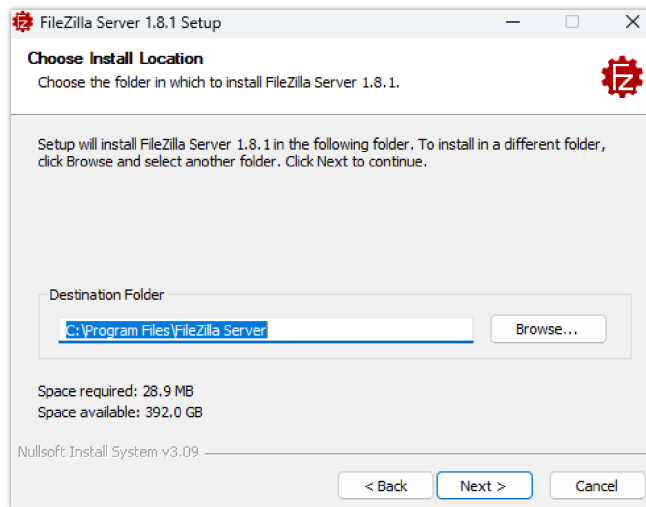 FileZilla Server 1.8.1 Setup
Choose Install Location
Choose the folder in which to install FileZilla Server 1.8.1.
Setup will install FileZilla Server 1.8.1 in the following folder. To install in a different folder,
click Browse and select another folder. Click Next to continue.
Destination Folder
C:\Program Files\FileZilla Server
Browse...
Space required: 28.9 MB
Space available: 392.0 GB
Nullsoft Install System v3.09
< Back
Next >
Cancel